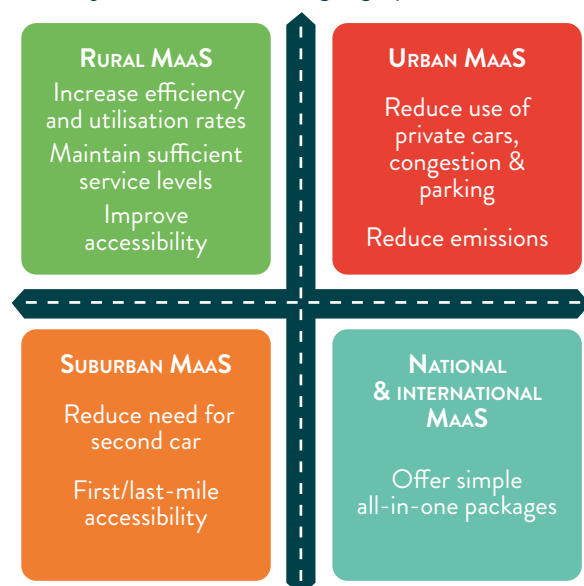 Rural MaaS
Increase efficiency
and utilisation rates
Maintain sufficient
service levels
Improve
accessibility
Urban MaaS
Reduce use of
private cars,
congestion &
parking
Reduce emissions
Suburban MaaS
Reduce need for
second car
First/last-mile
accessibility
National
& international
MaaS
Offer simple
all-in-one packages